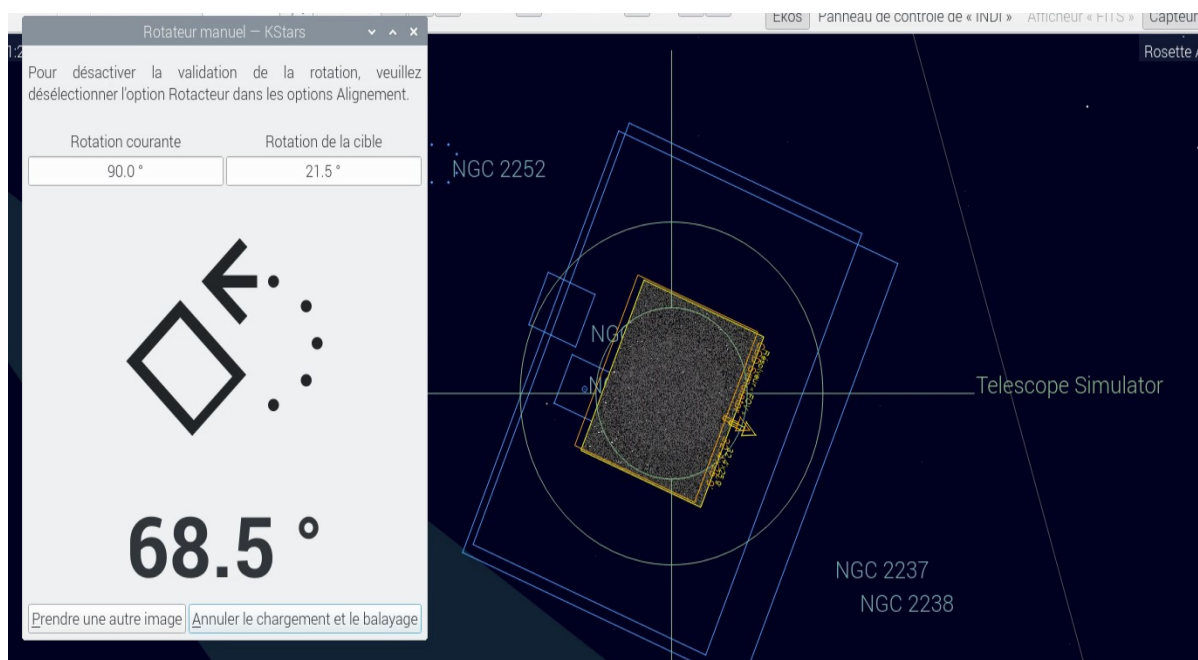 Ekos Panneau de contrôle de « INDI » Afficheur « FITS » Capteur
Rotateur manuel — KStars
Rosette
Pour désactiver la validation de la rotation, veuillez
désélectionner l'option Rotacteur dans les options Alignement.
Rotation courante Rotation de la cible
90.0 ° 21.5 °
NGC 2252
Telescope Simulator
68.5 °
NGC 2237
NGC 2238
Prendre une autre image Annuler le chargement et le balayage